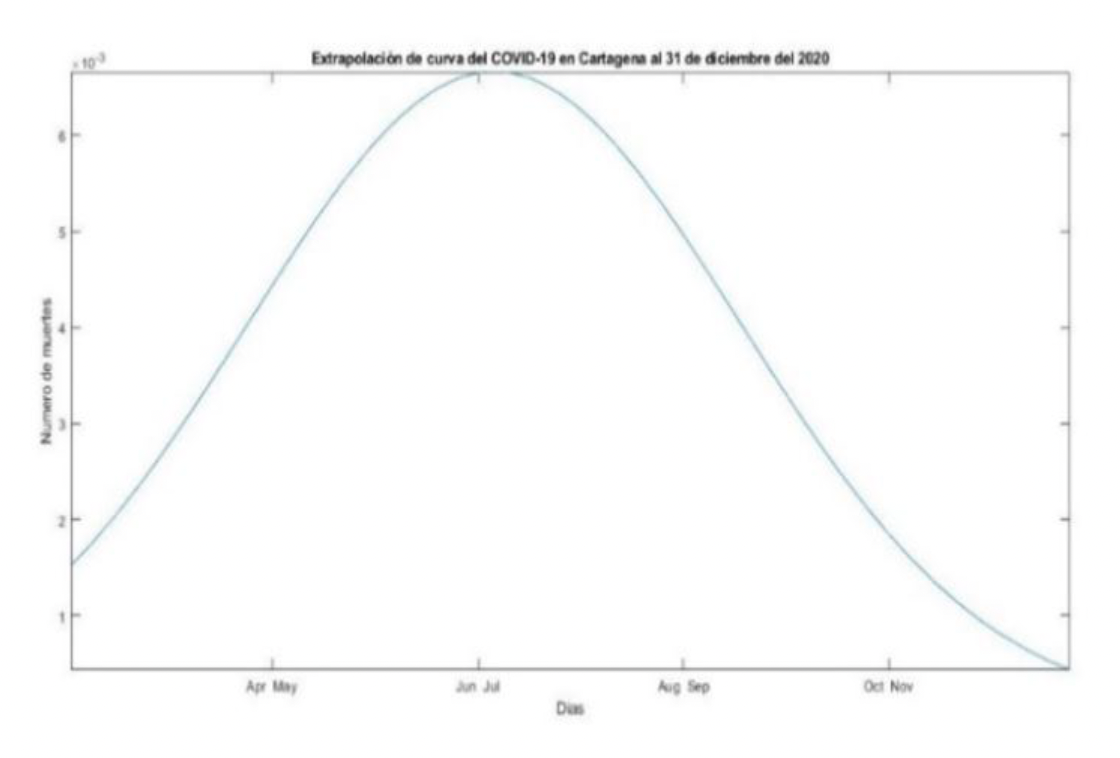 Extrapolación de curva del COVID-19 en Cartagena al 31 de diciembre del 2020
×10-3
6
5
4
3
2
1
Numero de muertes
Apr May Jun Jul Aug Sep Oct Nov
Dias